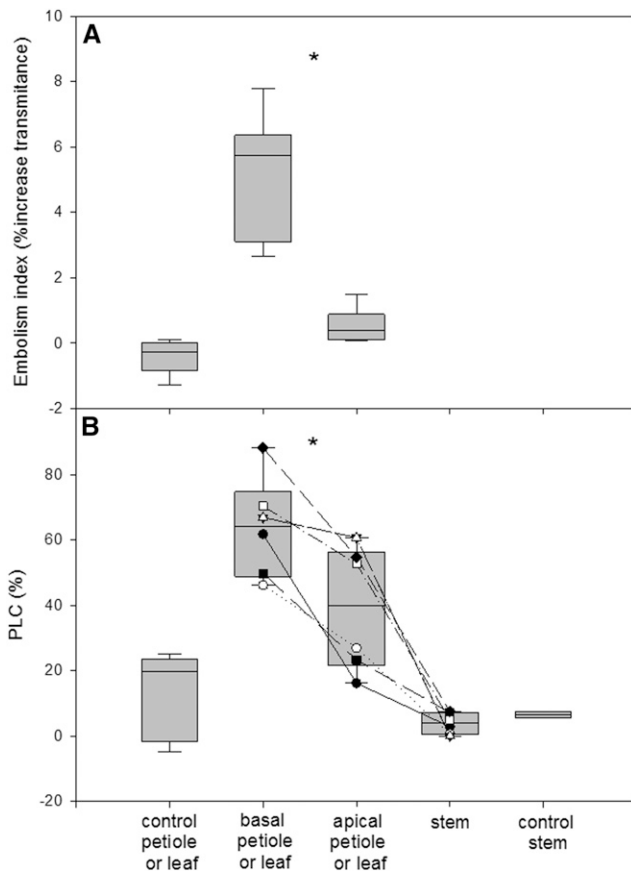 A
*
Embolism index (%increase transmitance)
10
8
6
4
2
0
-2
B
*
PLC (%)
80
60
40
20
0
-20
control petiole or leaf
basal petiole or leaf
apical petiole or leaf
stem
control stem